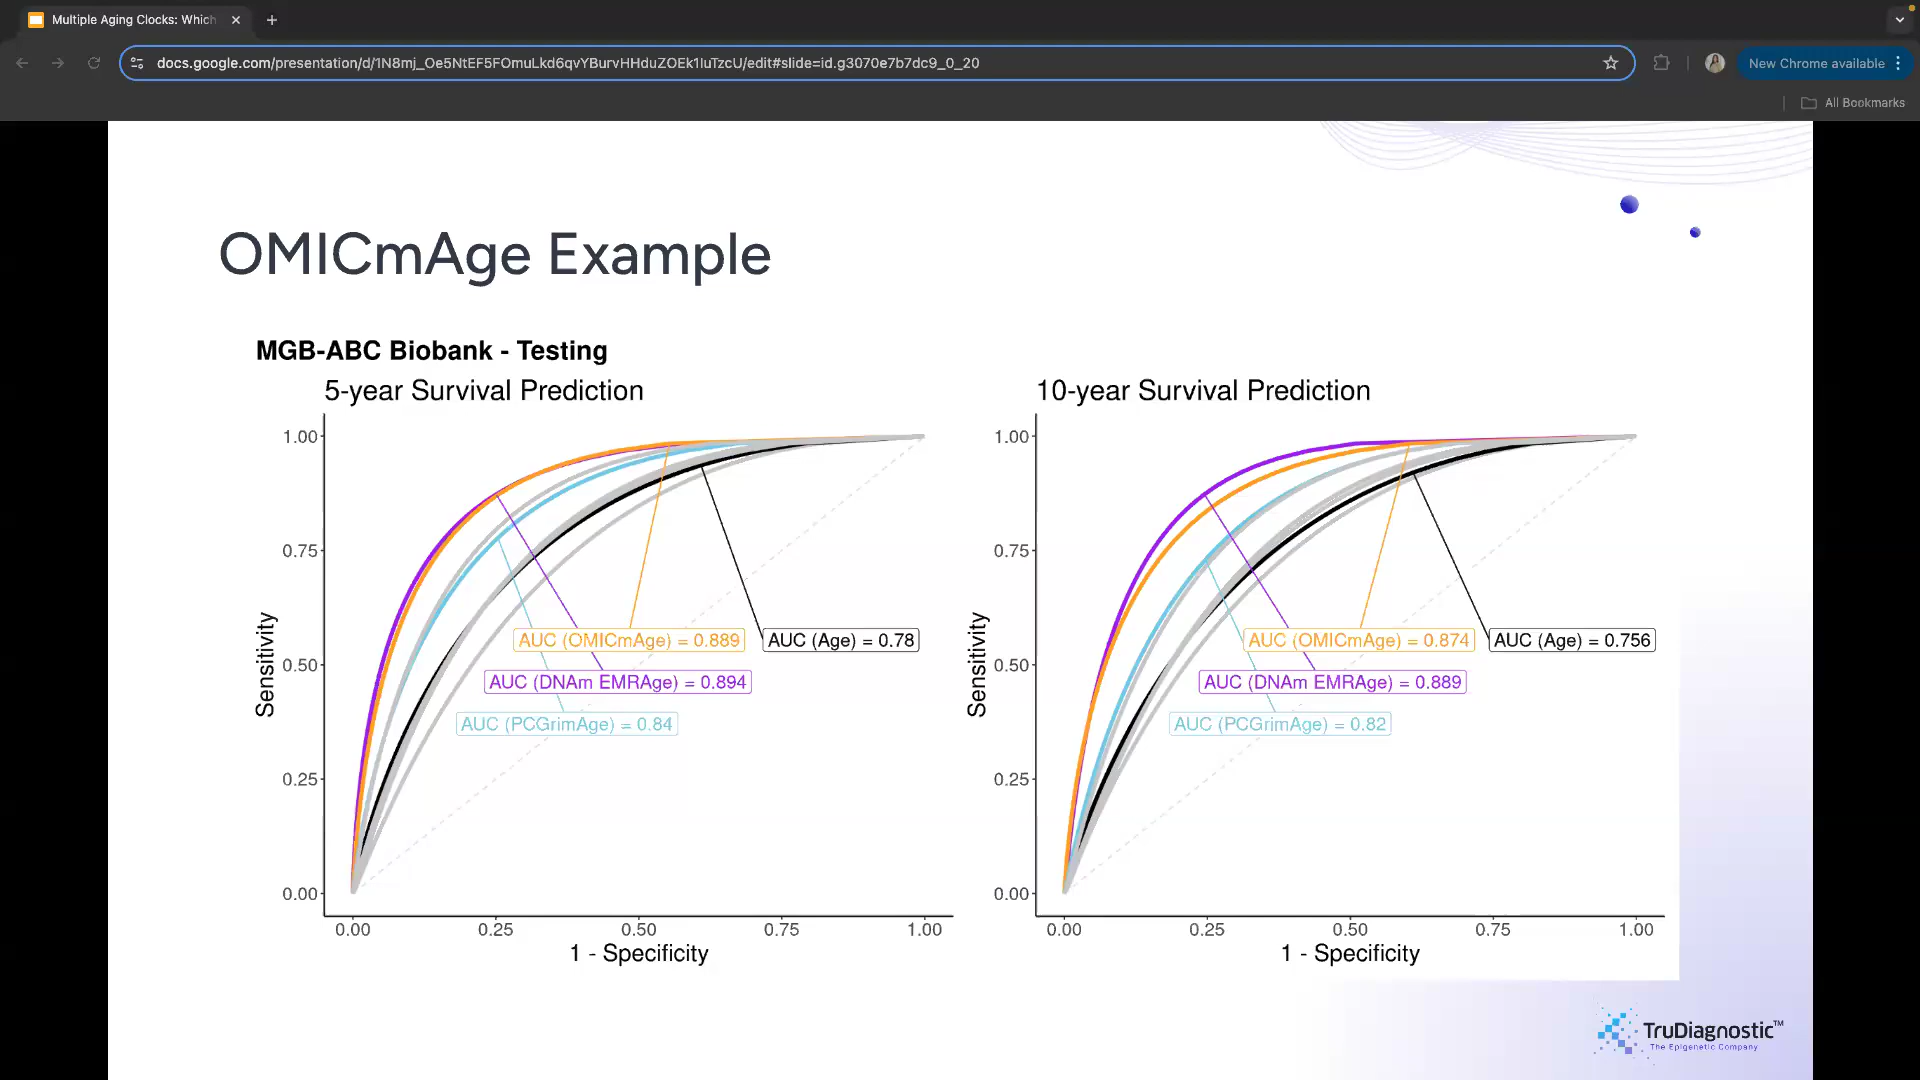 Multiple Aging Clocks: Which
docs.google.com/presentation/d/1N8mj_Oe5NtEF5FOmuLkd6qvYBurvHHduZOEk1luTzcU/edit#slide=id.g3070e7b7dc9_0_20
New Chrome available
All Bookmarks
OMICmAge Example
MGB-ABC Biobank - Testing
5-year Survival Prediction
1.00
0.75
0.50
0.25
0.00
Sensitivity
AUC (OMICmAge) = 0.889
AUC (Age) = 0.78
AUC (DNAm EMRAge) = 0.894
AUC (PCGrimAge) = 0.84
0.00 0.25 0.50 0.75 1.00
1 - Specificity
10-year Survival Prediction
1.00
0.75
0.50
0.25
0.00
Sensitivity
AUC (OMICmAge) = 0.874
AUC (Age) = 0.756
AUC (DNAm EMRAge) = 0.889
AUC (PCGrimAge) = 0.82
0.00 0.25 0.50 0.75 1.00
1 - Specificity
TruDiagnostic™
The Epigenetic Company